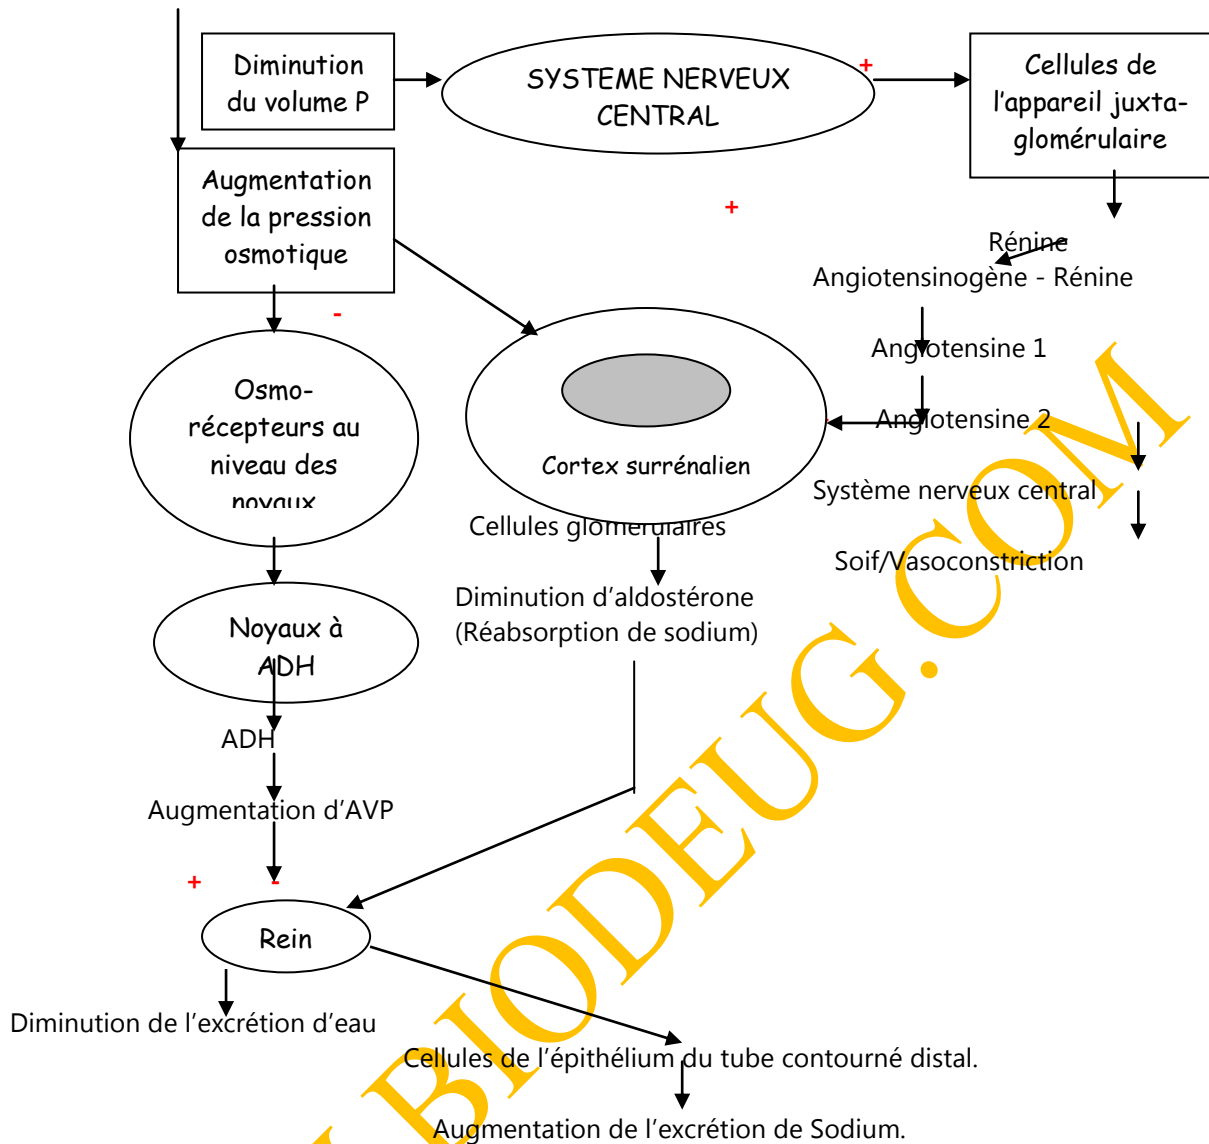 Diminution
du volume P
SYSTEME NERVEUX
CENTRAL
+
Cellules de
l'appareil juxta-
glomérulaire
Augmentation
de la pression
osmotique
+
Rénine
Angiotensinogène - Rénine
-
Angiotensine 1
Osmo-
récepteurs au
niveau des
noyaux
Cortex surrénalien
Angiotensine 2
Système nerveux central
Cellules glomérulaires
Soif/Vasoconstriction
Diminution d'aldostérone
(Réabsorption de sodium)
Noyaux à
ADH
ADH
Augmentation d'AVP
+
-
Rein
Diminution de l'excrétion d'eau
Cellules de l'épithélium du tube contourné distal.
Augmentation de l'excrétion de Sodium.
BIODEUG.COM